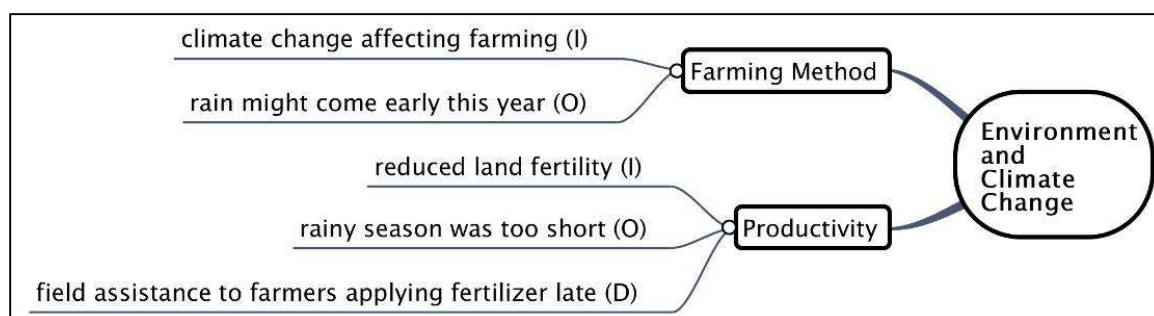 climate change affecting farming (I)
rain might come early this year (O)
Farming Method
reduced land fertility (I)
rainy season was too short (O)
field assistance to farmers applying fertilizer late (D)
Productivity
Environment
and
Climate
Change